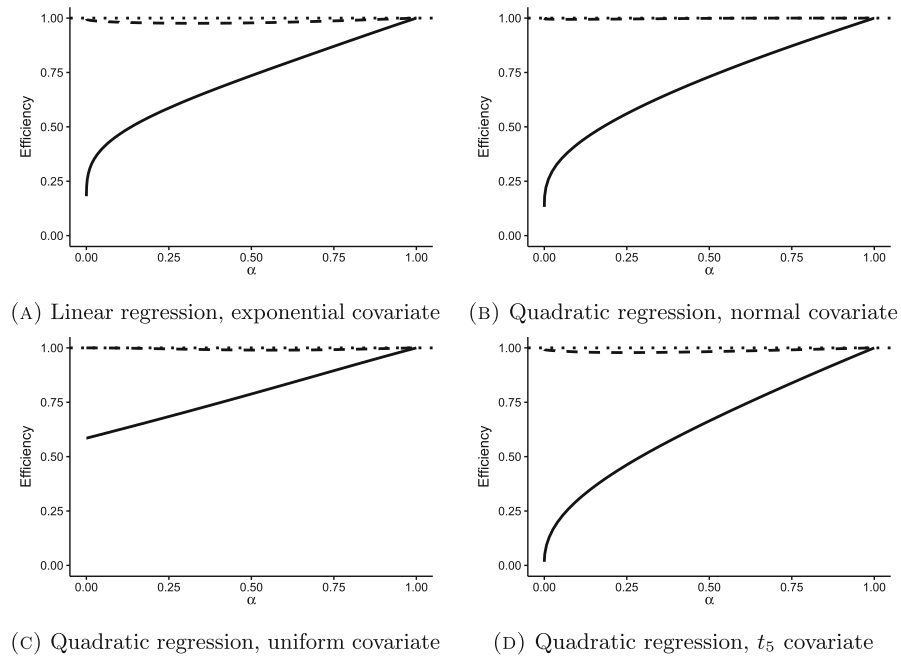 1.00
0.75
0.50
0.25
0.00
Efficiency
0.00 0.25 0.50 0.75 1.00
α
(A) Linear regression, exponential covariate
1.00
0.75
0.50
0.25
0.00
Efficiency
0.00 0.25 0.50 0.75 1.00
α
(B) Quadratic regression, normal covariate
1.00
0.75
0.50
0.25
0.00
Efficiency
0.00 0.25 0.50 0.75 1.00
α
(C) Quadratic regression, uniform covariate
1.00
0.75
0.50
0.25
0.00
Efficiency
0.00 0.25 0.50 0.75 1.00
α
(D) Quadratic regression, t₅ covariate